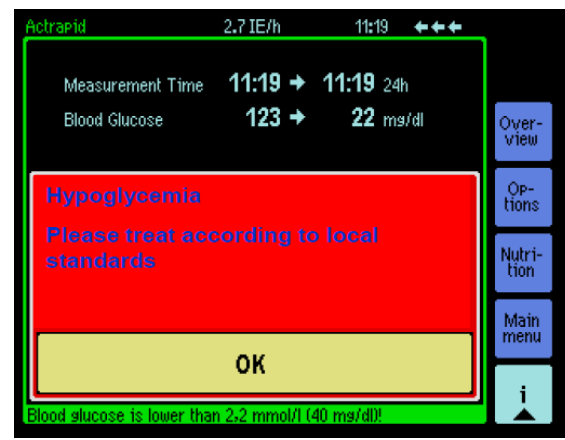 Actrapid 2.7 IE/h 11:19
Measurement Time 11:19 → 11:19 24h
Blood Glucose 123 → 22 mg/dl
Over-
view
Hypoglycemia
Please treat according to local
standards
Op-
tions
Nutri-
tion
Main
menu
OK
i
Blood glucose is lower than 2,2 mmol/l (40 mg/dl)!